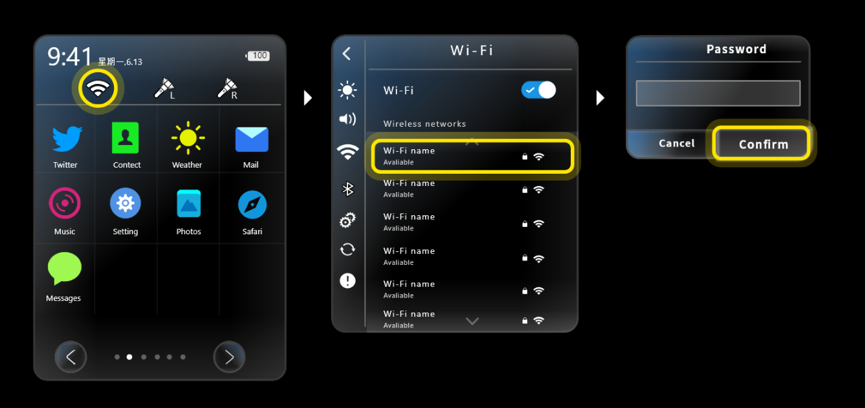 9:41 星期一.6.13
100
L
R
Twitter
Contect
Weather
Mail
Music
Setting
Photos
Safari
Messages
Wi-Fi
Wi-Fi
Wireless networks
Wi-Fi name
Avaliable
Wi-Fi name
Avaliable
Wi-Fi name
Avaliable
Wi-Fi name
Avaliable
Wi-Fi name
Avaliable
Wi-Fi name
Avaliable
Password
Cancel
Confirm